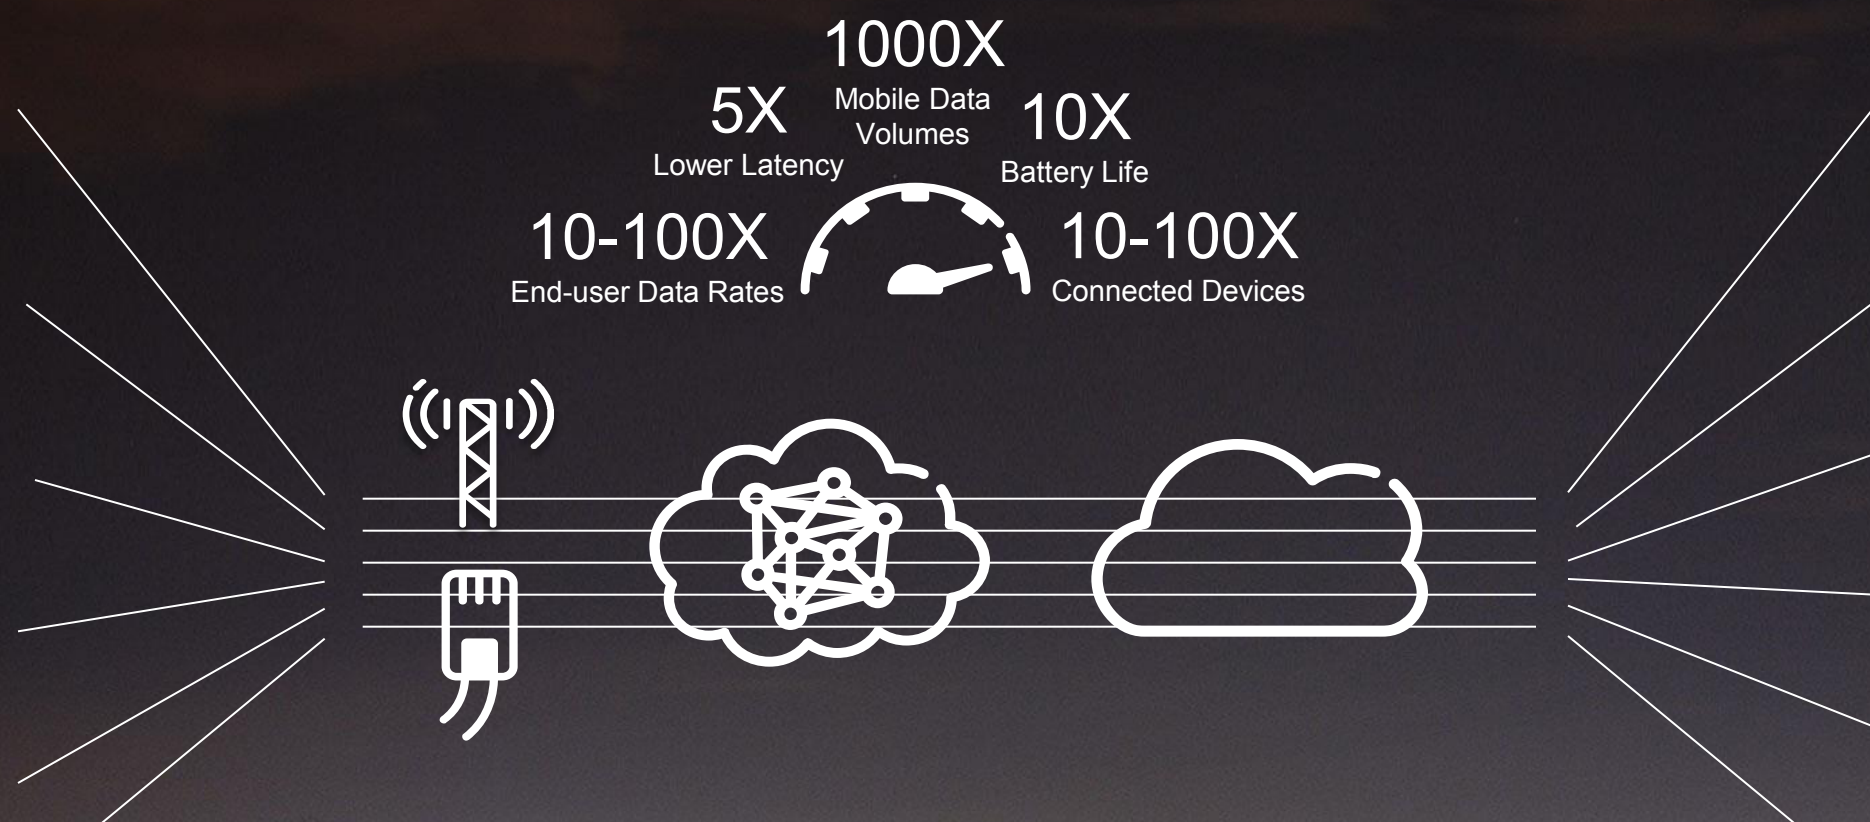 1000X
Mobile Data
Volumes
5X
Lower Latency
10X
Battery Life
10-100X
End-user Data Rates
10-100X
Connected Devices